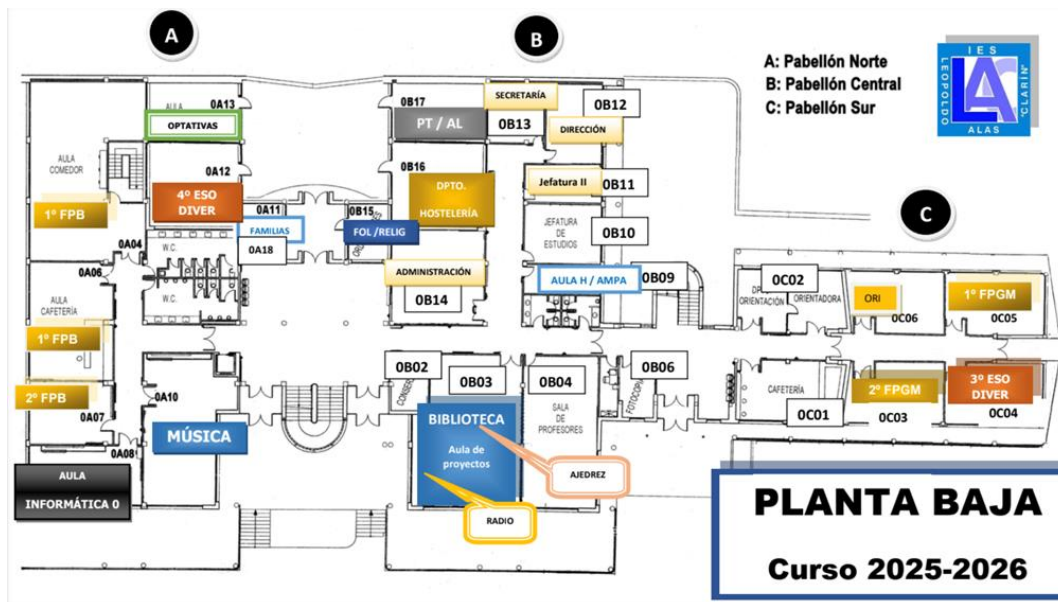 A
B
A: Pabellón Norte
B: Pabellón Central
C: Pabellón Sur
IES
LEOPOLDO
ALAS
"CLARÍN"
LAC
AULA
0A13
OPTATIVAS
0B17
SECRETARÍA
0B12
PT / AL
0B13
DIRECCIÓN
AULA
COMEDOR
0A12
0B16
4º ESO
DIVER
DPTO.
HOSTELERÍA
Jefatura II
0B11
1º FPB
0A11
0B15
FAMILIAS
FOL /RELIG
JEFATURA
DE
ESTUDIOS
0B10
C
0A04
W.C.
0A18
0A06
ADMINISTRACIÓN
AULA H / AMPA
0B09
0C02
AULA
CAFETERÍA
W.C.
0B14
ORIENTACIÓN
ORIENTADORA
ORI
1º FPGM
0C06
0C05
1º FPB
0B02
0B03
0B04
0B06
2º FPB
0A10
CAFETERÍA
2º FPGM
3º ESO
DIVER
0A07
SALA
DE
PROFESORES
0C01
0C03
0C04
MÚSICA
BIBLIOTECA
Aula de
proyectos
0A08
AJEDREZ
AULA
INFORMÁTICA 0
RADIO
PLANTA BAJA
Curso 2025-2026